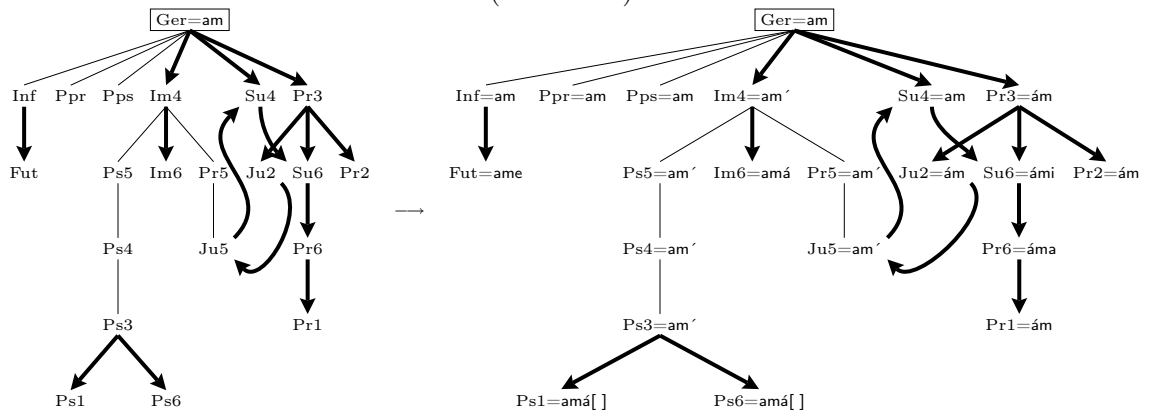 Ger=am Ger=am
Inf Ppr Pps Im4 Su4 Pr3 Inf=am Ppr=am Pps=am Im4=am´ Su4=am Pr3=ám
Fut Ps5 Im6 Pr5 Ju2 Su6 Pr2 Fut=ame Ps5=am´ Im6=amá Pr5=am´ Ju2=ám Su6=ámi Pr2=ám
⟶
Ps4 Ju5 Pr6 Ps4=am´ Ju5=am´ Pr6=áma
Ps3 Pr1 Ps3=am´ Pr1=ám
Ps1 Ps6 Ps1=amá[ ] Ps6=amá[ ]